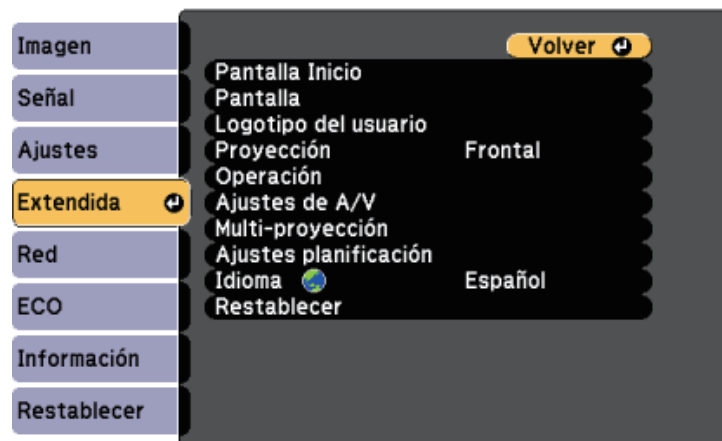 Imagen
Señal
Ajustes
Extendida
Red
ECO
Información
Restablecer
Volver
Pantalla Inicio
Pantalla
Logotipo del usuario
Proyección Frontal
Operación
Ajustes de A/V
Multi-proyección
Ajustes planificación
Idioma Español
Restablecer